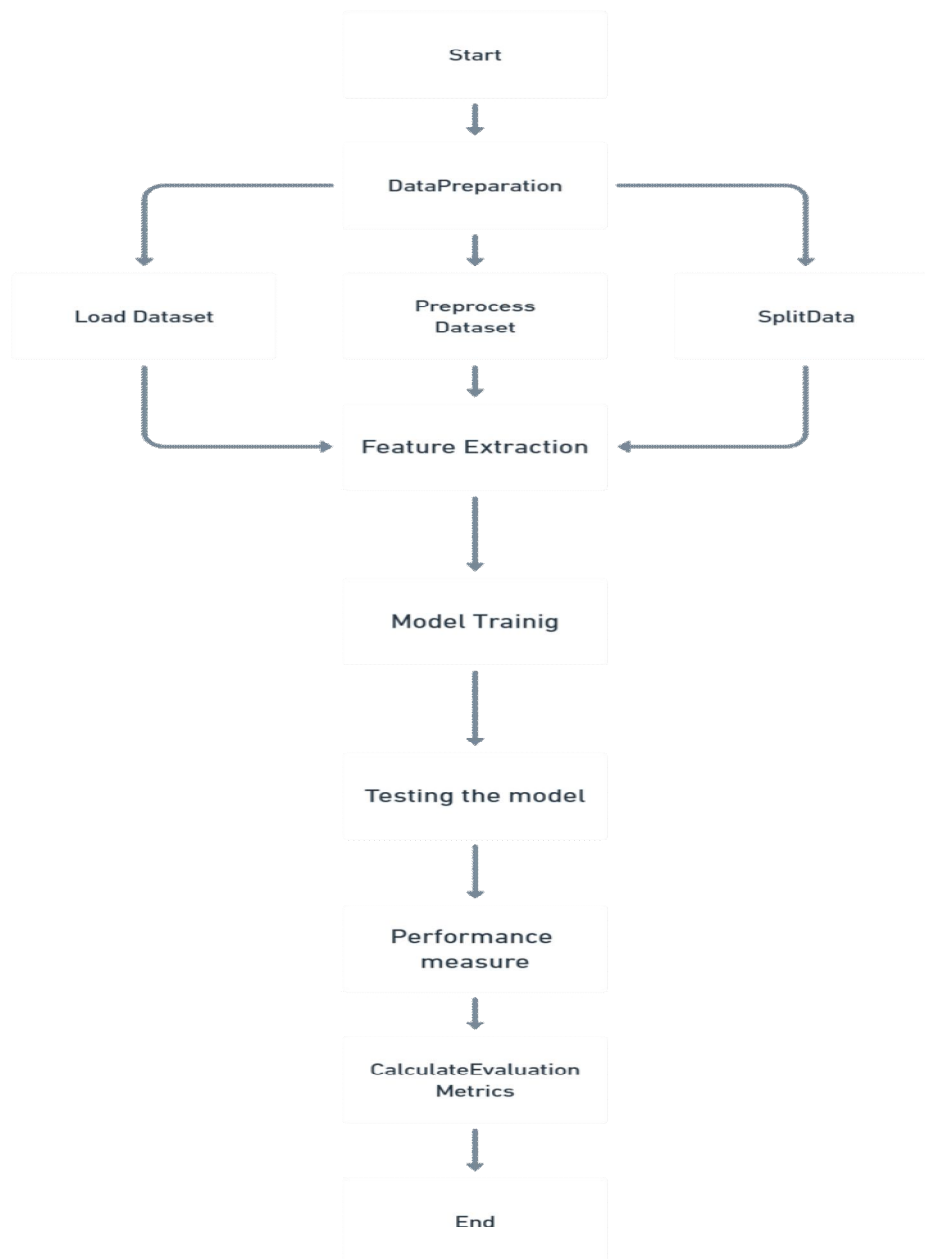 Start
DataPreparation
Load Dataset
Preprocess
Dataset
SplitData
Feature Extraction
Model Trainig
Testing the model
Performance
measure
CalculateEvaluation
Metrics
End